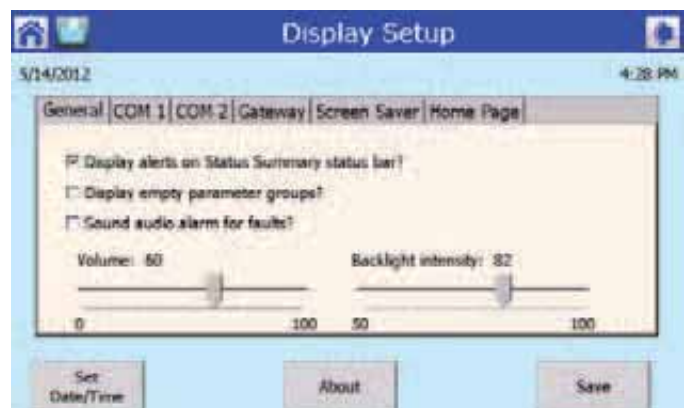 Display Setup
5/14/2012
4:28 PM
General COM 1 COM 2 Gateway Screen Saver Home Page
Display alerts on Status Summary status bar?
Display empty parameter groups?
Sound audio alarm for faults?
Volume: 60
Backlight intensity: 82
0 100 50 100
Set
Date/Time
About
Save